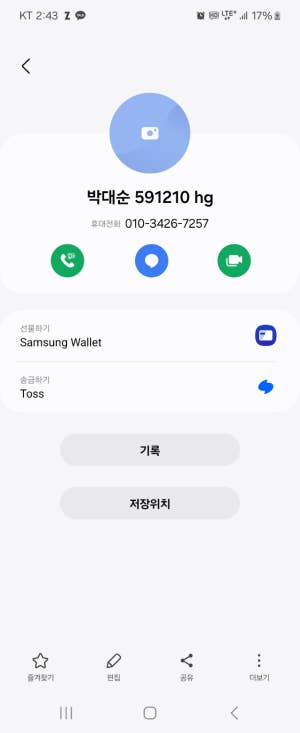 KT 2:43 Z
LTE+ 17%
박대순 591210 hg
휴대전화 010-3426-7257
선물하기
Samsung Wallet
송금하기
Toss
기록
저장위치
즐겨찾기 편집 공유 더보기